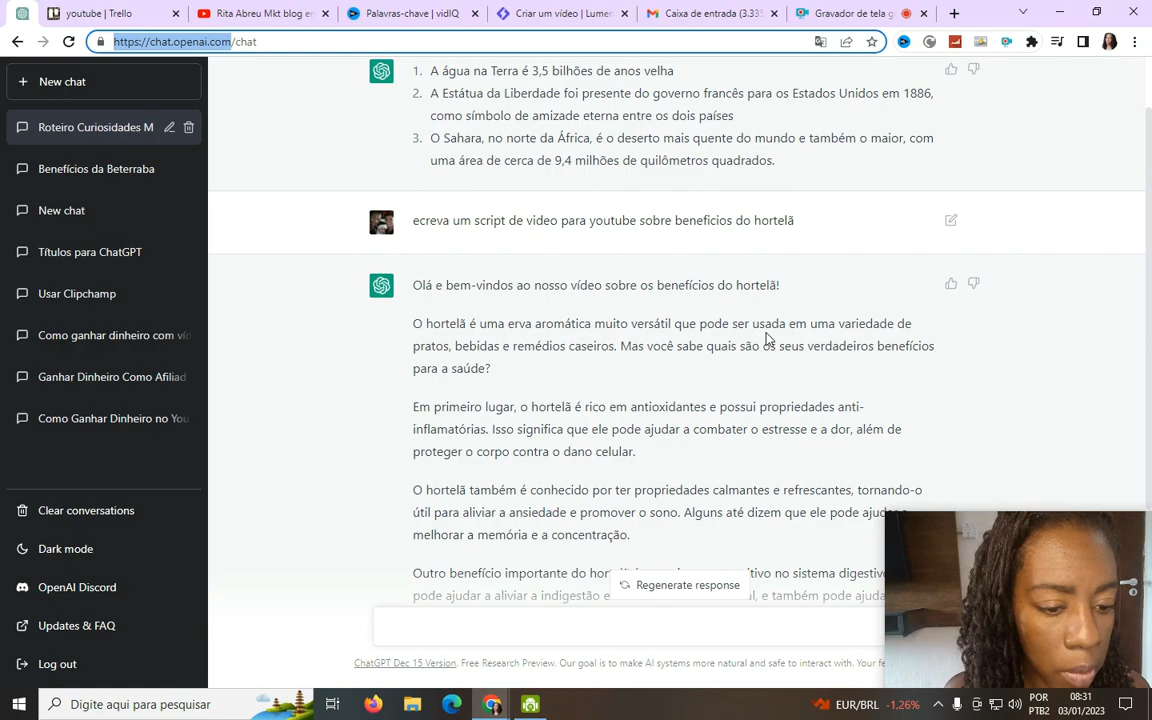 youtube | Trello
Rita Abreu Mkt blog em
Palavras-chave | vidIQ
Criar um vídeo | Lumen
Caixa de entrada (3.335
Gravador de tela g
https://chat.openai.com/chat
New chat
Roteiro Curiosidades M
Benefícios da Beterraba
New chat
Títulos para ChatGPT
Usar Clipchamp
Como ganhar dinheiro com víd
Ganhar Dinheiro Como Afiliad
Como Ganhar Dinheiro no You
Clear conversations
Dark mode
OpenAI Discord
Updates & FAQ
Log out
1. A água na Terra é 3,5 bilhões de anos velha
2. A Estátua da Liberdade foi presente do governo francês para os Estados Unidos em 1886,
como símbolo de amizade eterna entre os dois países
3. O Sahara, no norte da África, é o deserto mais quente do mundo e também o maior, com
uma área de cerca de 9,4 milhões de quilômetros quadrados.
ecreva um script de video para youtube sobre beneficios do hortelã
Olá e bem-vindos ao nosso vídeo sobre os benefícios do hortelã!
O hortelã é uma erva aromática muito versátil que pode ser usada em uma variedade de
pratos, bebidas e remédios caseiros. Mas você sabe quais são os seus verdadeiros benefícios
para a saúde?
Em primeiro lugar, o hortelã é rico em antioxidantes e possui propriedades anti-
inflamatórias. Isso significa que ele pode ajudar a combater o estresse e a dor, além de
proteger o corpo contra o dano celular.
O hortelã também é conhecido por ter propriedades calmantes e refrescantes, tornando-o
útil para aliviar a ansiedade e promover o sono. Alguns até dizem que ele pode ajudar a
melhorar a memória e a concentração.
Outro benefício importante do no sistema digestivo
pode ajudar a aliviar a indigestão e l, e também pode ajuda
Regenerate response
ChatGPT Dec 15 Version. Free Research Preview. Our goal is to make AI systems more natural and safe to interact with. Your fe
Digite aqui para pesquisar
EUR/BRL -1,26%
POR
PTB2
08:31
03/01/2023